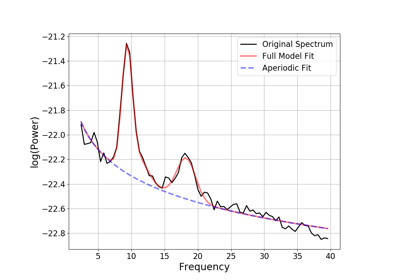 −21.2
−21.4
−21.6
−21.8
−22.0
−22.2
−22.4
−22.6
−22.8
log(Power)
Original Spectrum
Full Model Fit
Aperiodic Fit
5 10 15 20 25 30 35 40
Frequency